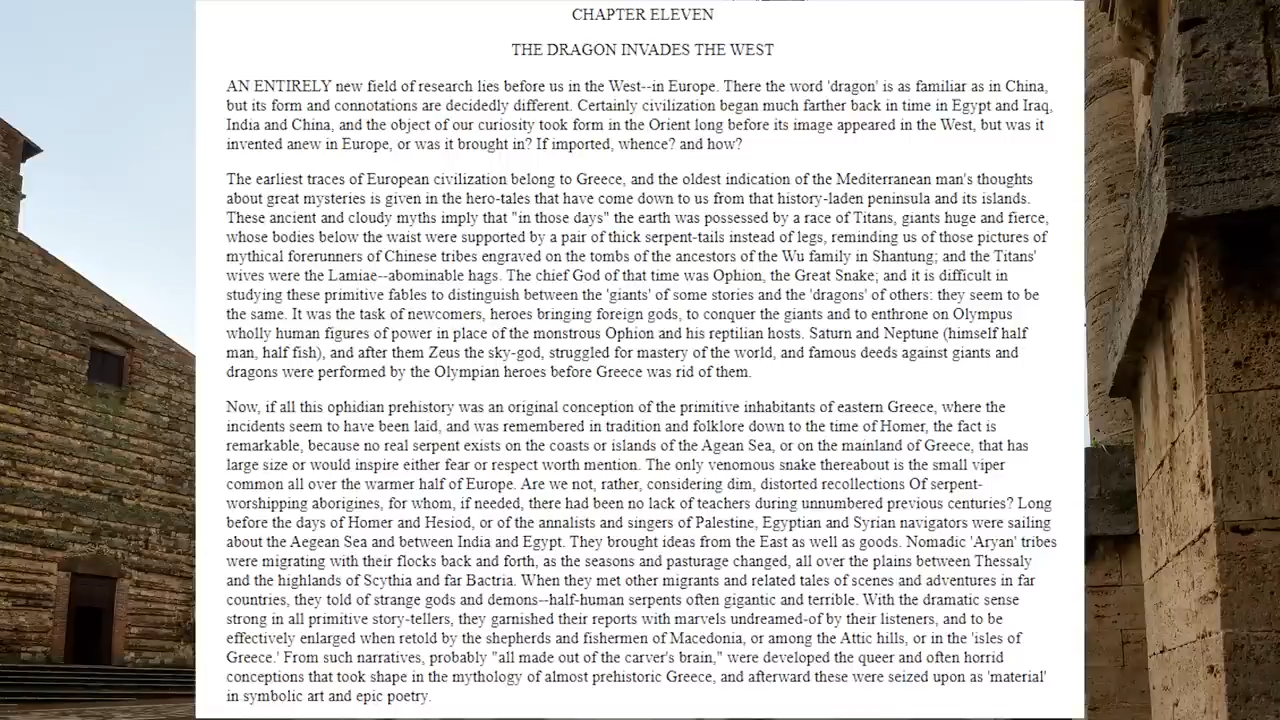 CHAPTER ELEVEN
THE DRAGON INVADES THE WEST
AN ENTIRELY new field of research lies before us in the West--in Europe. There the word 'dragon' is as familiar as in China,
but its form and connotations are decidedly different. Certainly civilization began much farther back in time in Egypt and Iraq,
India and China, and the object of our curiosity took form in the Orient long before its image appeared in the West, but was it
invented anew in Europe, or was it brought in? If imported, whence? and how?
The earliest traces of European civilization belong to Greece, and the oldest indication of the Mediterranean man's thoughts
about great mysteries is given in the hero-tales that have come down to us from that history-laden peninsula and its islands.
These ancient and cloudy myths imply that "in those days" the earth was possessed by a race of Titans, giants huge and fierce,
whose bodies below the waist were supported by a pair of thick serpent-tails instead of legs, reminding us of those pictures of
mythical forerunners of Chinese tribes engraved on the tombs of the ancestors of the Wu family in Shantung; and the Titans'
wives were the Lamiae--abominable hags. The chief God of that time was Ophion, the Great Snake; and it is difficult in
studying these primitive fables to distinguish between the 'giants' of some stories and the 'dragons' of others: they seem to be
the same. It was the task of newcomers, heroes bringing foreign gods, to conquer the giants and to enthrone on Olympus
wholly human figures of power in place of the monstrous Ophion and his reptilian hosts. Saturn and Neptune (himself half
man, half fish), and after them Zeus the sky-god, struggled for mastery of the world, and famous deeds against giants and
dragons were performed by the Olympian heroes before Greece was rid of them.
Now, if all this ophidian prehistory was an original conception of the primitive inhabitants of eastern Greece, where the
incidents seem to have been laid, and was remembered in tradition and folklore down to the time of Homer, the fact is
remarkable, because no real serpent exists on the coasts or islands of the Agean Sea, or on the mainland of Greece, that has
large size or would inspire either fear or respect worth mention. The only venomous snake thereabout is the small viper
common all over the warmer half of Europe. Are we not, rather, considering dim, distorted recollections Of serpent-
worshipping aborigines, for whom, if needed, there had been no lack of teachers during unnumbered previous centuries? Long
before the days of Homer and Hesiod, or of the annalists and singers of Palestine, Egyptian and Syrian navigators were sailing
about the Aegean Sea and between India and Egypt. They brought ideas from the East as well as goods. Nomadic 'Aryan' tribes
were migrating with their flocks back and forth, as the seasons and pasturage changed, all over the plains between Thessaly
and the highlands of Scythia and far Bactria. When they met other migrants and related tales of scenes and adventures in far
countries, they told of strange gods and demons--half-human serpents often gigantic and terrible. With the dramatic sense
strong in all primitive story-tellers, they garnished their reports with marvels undreamed-of by their listeners, and to be
effectively enlarged when retold by the shepherds and fishermen of Macedonia, or among the Attic hills, or in the 'isles of
Greece.' From such narratives, probably "all made out of the carver's brain," were developed the queer and often horrid
conceptions that took shape in the mythology of almost prehistoric Greece, and afterward these were seized upon as 'material'
in symbolic art and epic poetry.